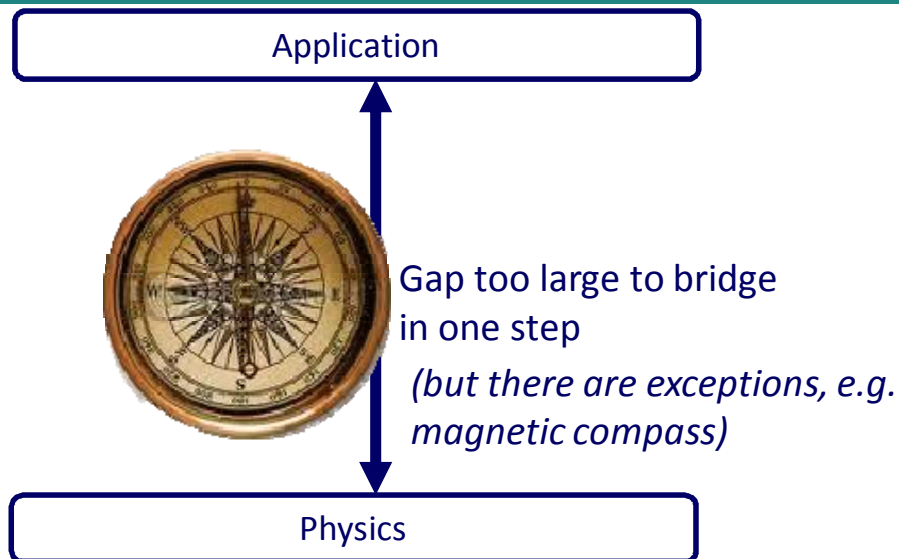 Application
Gap too large to bridge
in one step
(but there are exceptions, e.g.
magnetic compass)
W
E
S
Physics